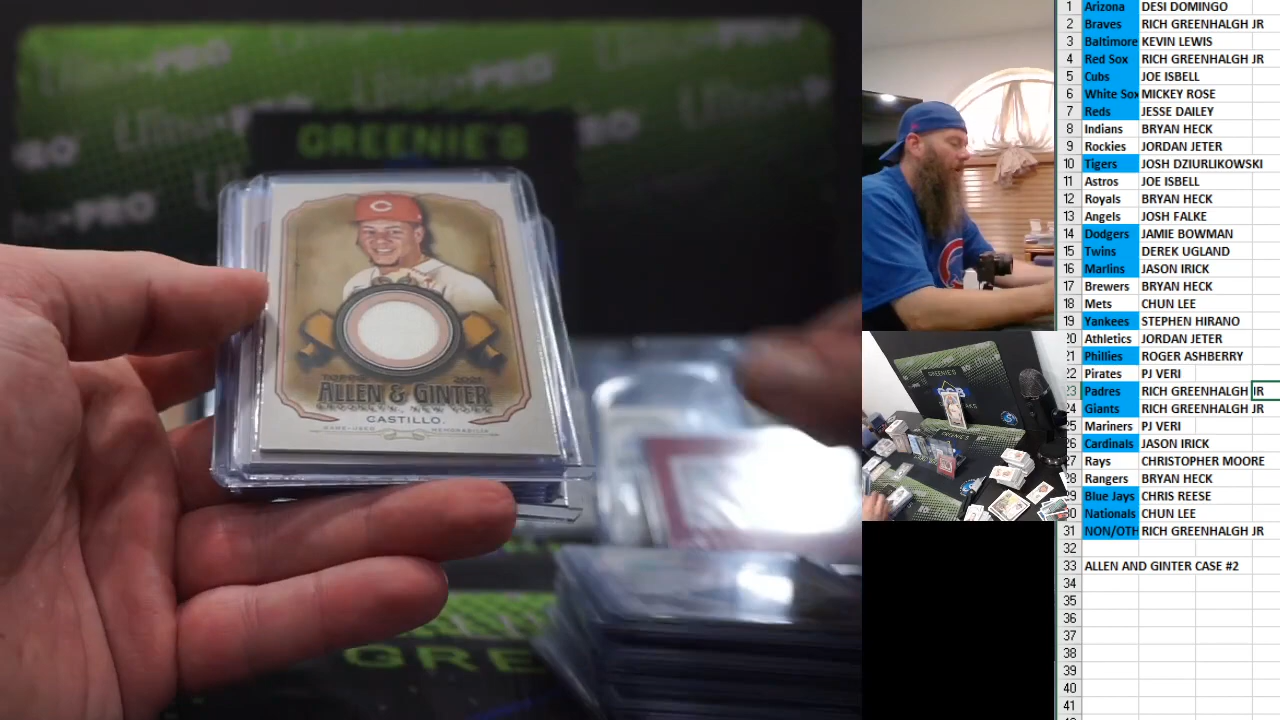 GREENIE'S
TOPPS 2021
ALLEN & GINTER
CASTILLO
GAME-USED MEMORABILIA
GRE
1 Arizona DESI DOMINGO
2 Braves RICH GREENHALGH JR
3 Baltimore KEVIN LEWIS
4 Red Sox RICH GREENHALGH JR
5 Cubs JOE ISBELL
6 White Sox MICKEY ROSE
7 Reds JESSE DAILEY
8 Indians BRYAN HECK
9 Rockies JORDAN JETER
10 Tigers JOSH DZIURLIKOWSKI
11 Astros JOE ISBELL
12 Royals BRYAN HECK
13 Angels JOSH FALKE
14 Dodgers JAMIE BOWMAN
15 Twins DEREK UGLAND
16 Marlins JASON IRICK
17 Brewers BRYAN HECK
18 Mets CHUN LEE
19 Yankees STEPHEN HIRANO
20 Athletics JORDAN JETER
21 Phillies ROGER ASHBERRY
22 Pirates PJ VERI
23 Padres RICH GREENHALGH JR
24 Giants RICH GREENHALGH JR
25 Mariners PJ VERI
26 Cardinals JASON IRICK
27 Rays CHRISTOPHER MOORE
28 Rangers BRYAN HECK
29 Blue Jays CHRIS REESE
30 Nationals CHUN LEE
31 NON/OTH RICH GREENHALGH JR
32
33 ALLEN AND GINTER CASE #2
34
35
36
37
38
39
40
41